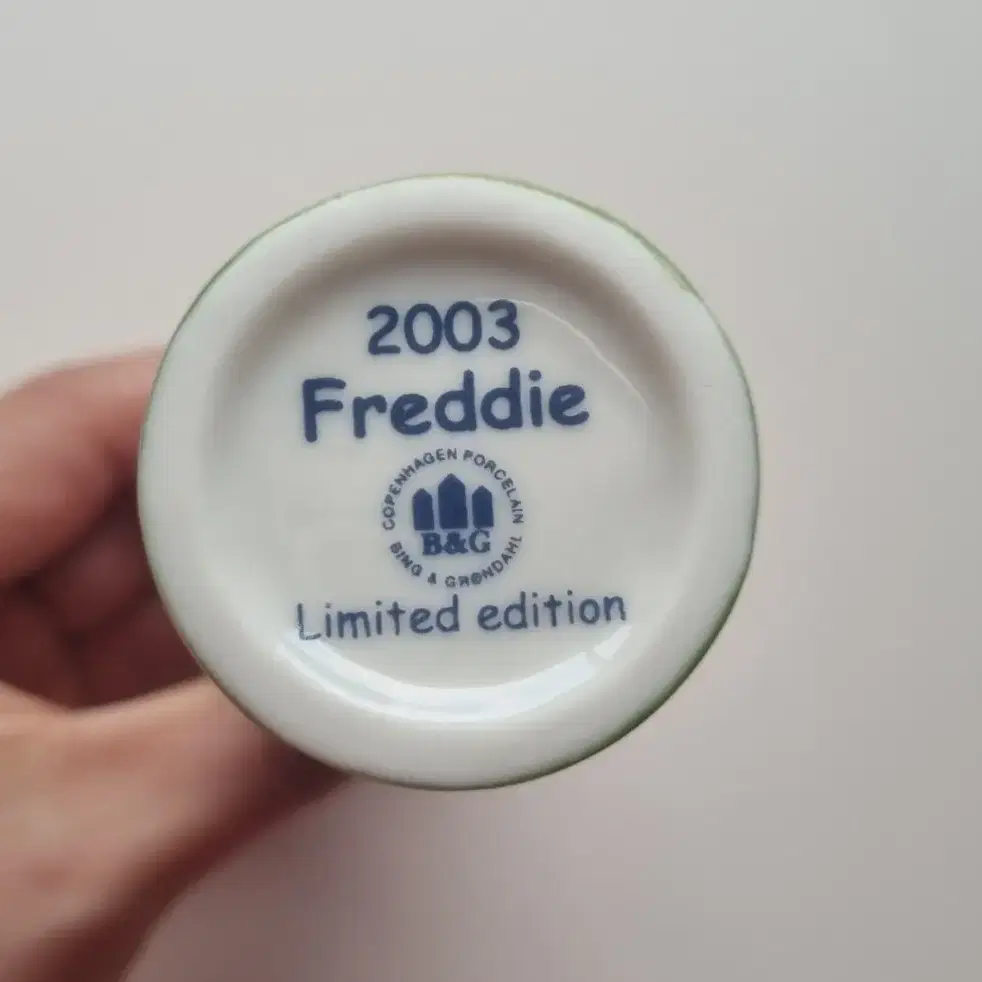 2003
Freddie
COPENHAGEN PORCELAIN
B&G
BING & GRØNDAHL
Limited edition